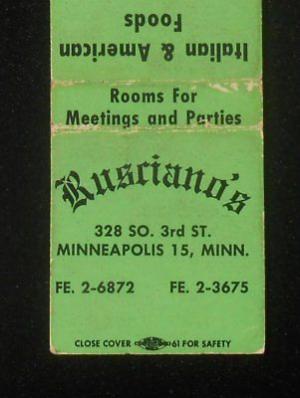 Italian & American
Foods
Rooms For
Meetings and Parties
Rusciano's
328 SO. 3rd ST.
MINNEAPOLIS 15, MINN.
FE. 2-6872 FE. 2-3675
CLOSE COVER 61 FOR SAFETY